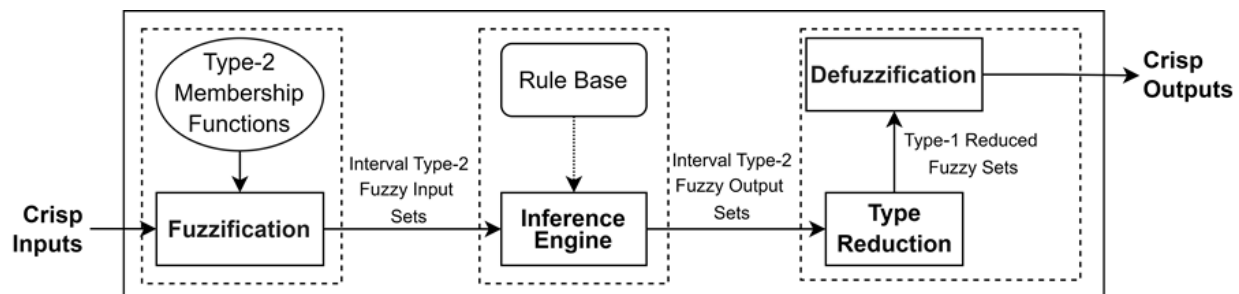 Type-2
Membership
Functions
Rule Base
Defuzzification
Crisp
Outputs
Interval Type-2
Fuzzy Input
Sets
Interval Type-2
Fuzzy Output
Sets
Type-1 Reduced
Fuzzy Sets
Crisp
Inputs
Fuzzification
Inference
Engine
Type
Reduction